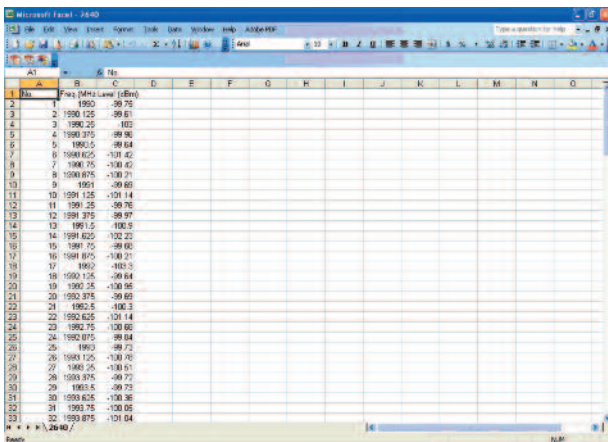 Microsoft Excel - 2640
File Edit View Insert Format Tools Data Window Help Adobe PDF
Type a question for help
Arial 10 B I U
A1 fx No.
A B C D E F G H I J K L M N O
1 No. Freq.(MHz Level (dBm)
2 1 1990 -99.76
3 2 1990.125 -99.61
4 3 1990.25 -103
5 4 1990.375 -99.96
6 5 1990.5 -99.64
7 6 1990.625 -101.42
8 7 1990.75 -100.42
9 8 1990.875 -100.21
10 9 1991 -99.69
11 10 1991.125 -101.14
12 11 1991.25 -99.76
13 12 1991.375 -99.97
14 13 1991.5 -100.9
15 14 1991.625 -102.23
16 15 1991.75 -99.68
17 16 1991.875 -100.21
18 17 1992 -103.3
19 18 1992.125 -99.64
20 19 1992.25 -100.95
21 20 1992.375 -99.69
22 21 1992.5 -100.3
23 22 1992.625 -101.14
24 23 1992.75 -100.68
25 24 1992.875 -99.84
26 25 1993 -99.73
27 26 1993.125 -100.78
28 27 1993.25 -100.51
29 28 1993.375 -99.72
30 29 1993.5 -99.73
31 30 1993.625 -100.36
32 31 1993.75 -100.05
33 32 1993.875 -101.04
2640
Ready NUM